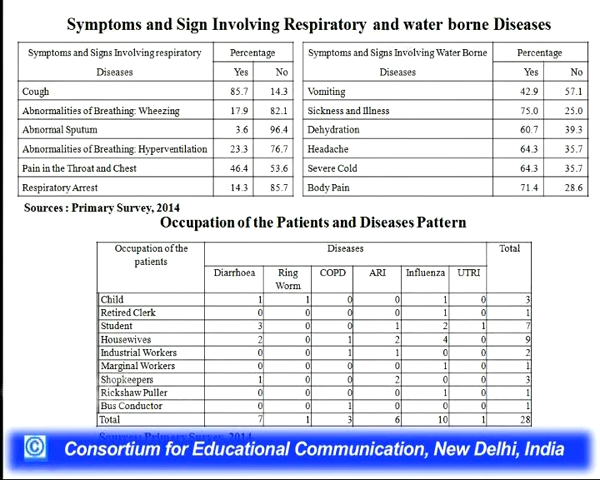 Symptoms and Sign Involving Respiratory and water borne Diseases
Symptoms and Signs Involving respiratory Diseases Percentage Symptoms and Signs Involving Water Borne Diseases Percentage
Yes No Yes No
Cough 85.7 14.3 Vomiting 42.9 57.1
Abnormalities of Breathing: Wheezing 17.9 82.1 Sickness and Illness 75.0 25.0
Abnormal Sputum 3.6 96.4 Dehydration 60.7 39.3
Abnormalities of Breathing: Hyperventilation 23.3 76.7 Headache 64.3 35.7
Pain in the Throat and Chest 46.4 53.6 Severe Cold 64.3 35.7
Respiratory Arrest 14.3 85.7 Body Pain 71.4 28.6
Sources : Primary Survey, 2014
Occupation of the Patients and Diseases Pattern
Occupation of the patients Diseases Total
Diarrhoea Ring Worm COPD ARI Influenza UTRI
Child 1 1 0 0 1 0 3
Retired Clerk 0 0 0 0 1 0 1
Student 3 0 0 1 2 1 7
Housewives 2 0 1 2 4 0 9
Industrial Workers 0 0 1 1 0 0 2
Marginal Workers 0 0 0 0 1 0 1
Shopkeepers 1 0 0 2 0 0 3
Rickshaw Puller 0 0 0 0 1 0 1
Bus Conductor 0 0 1 0 0 0 1
Total 7 1 3 6 10 1 28
Sources: Primary Survey, 2014
© Consortium for Educational Communication, New Delhi, India